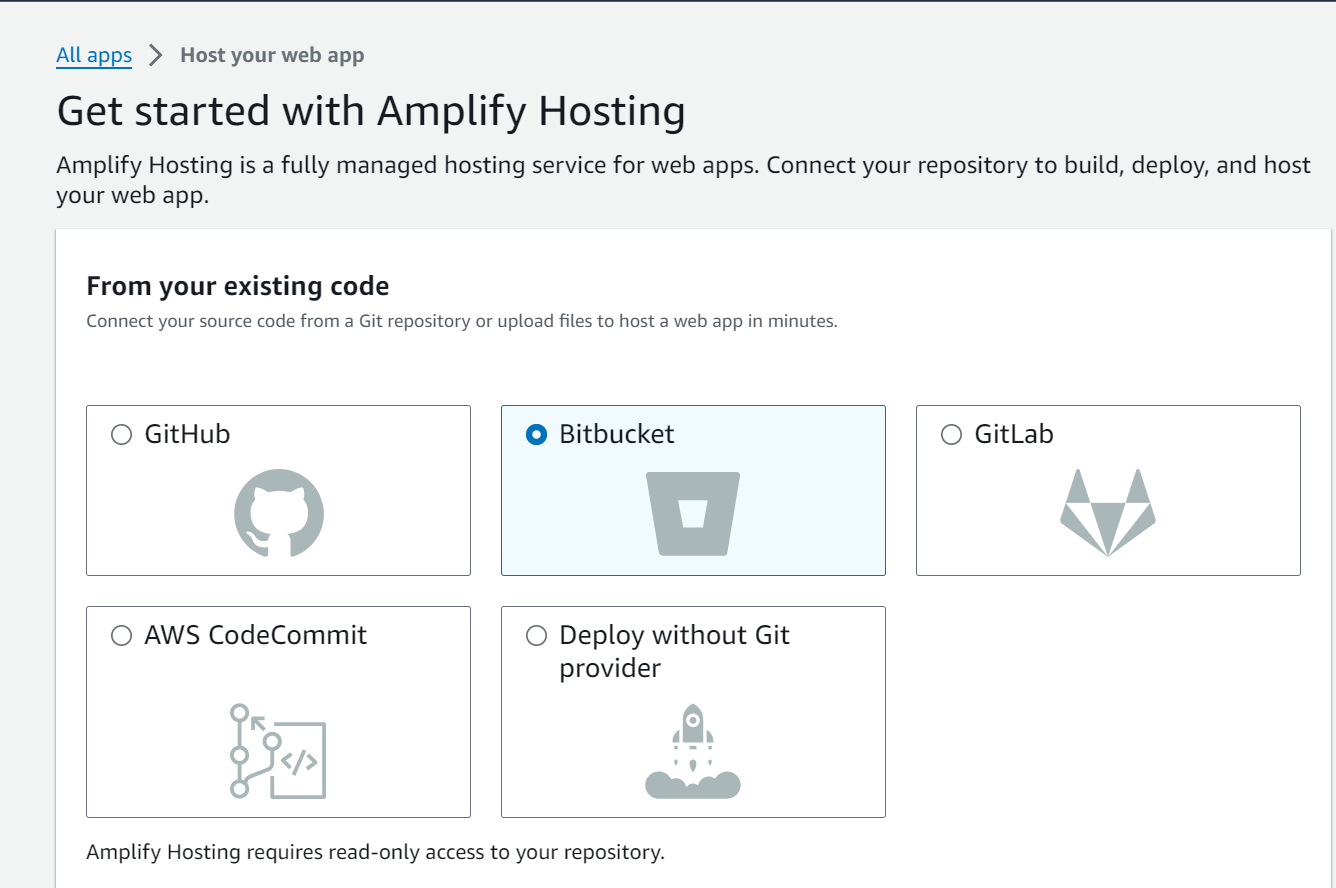 All apps > Host your web app
Get started with Amplify Hosting
Amplify Hosting is a fully managed hosting service for web apps. Connect your repository to build, deploy, and host
your web app.
From your existing code
Connect your source code from a Git repository or upload files to host a web app in minutes.
GitHub
Bitbucket
GitLab
AWS CodeCommit
Deploy without Git
provider
</>
Amplify Hosting requires read-only access to your repository.